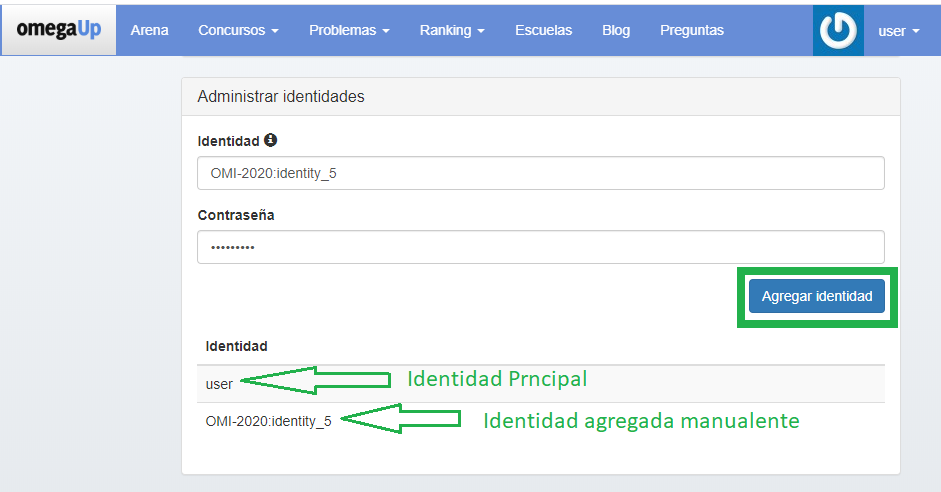 omegaUp Arena Concursos Problemas Ranking Escuelas Blog Preguntas user
Administrar identidades
Identidad
OMI-2020:identity_5
Contraseña
•••••••••
Agregar identidad
Identidad
user Identidad Prncipal
OMI-2020:identity_5 Identidad agregada manualente